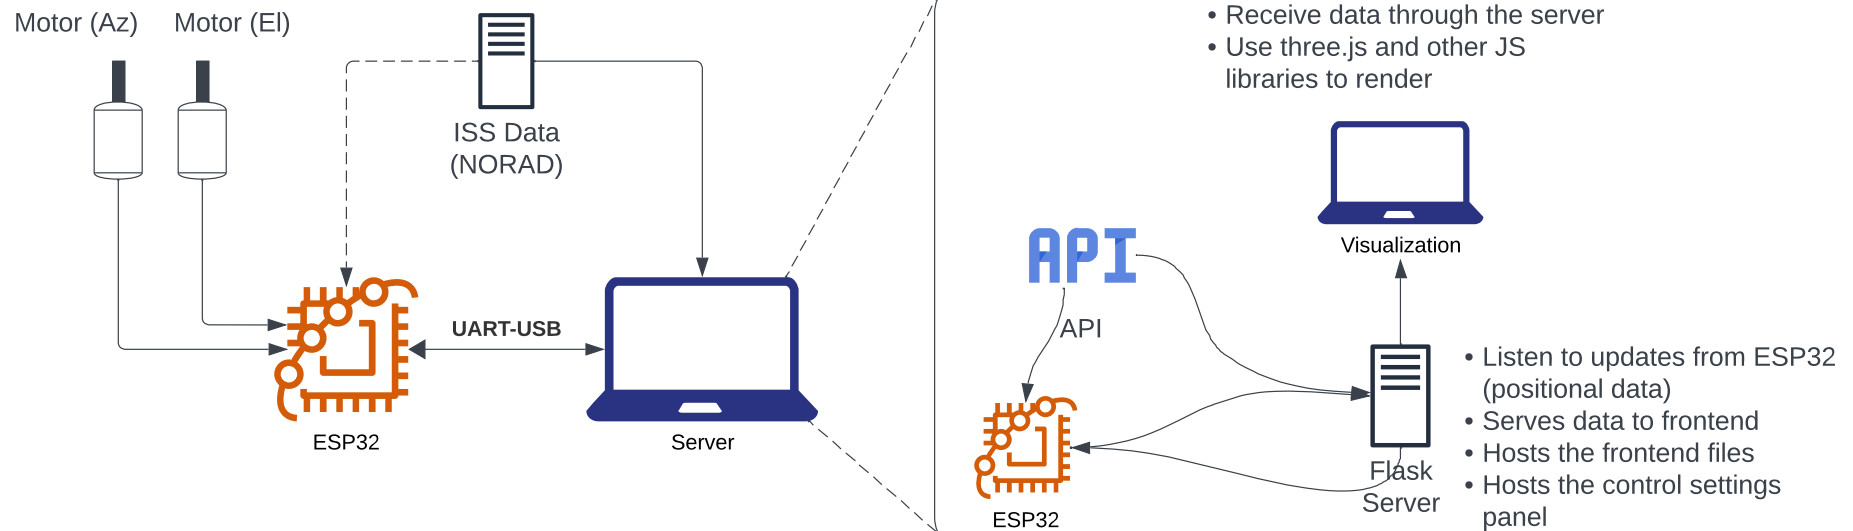 Motor (Az)
Motor (El)
ISS Data
(NORAD)
UART-USB
ESP32
Server
• Receive data through the server
• Use three.js and other JS
libraries to render
Visualization
API
API
ESP32
Flask
Server
• Listen to updates from ESP32
(positional data)
• Serves data to frontend
• Hosts the frontend files
• Hosts the control settings
panel